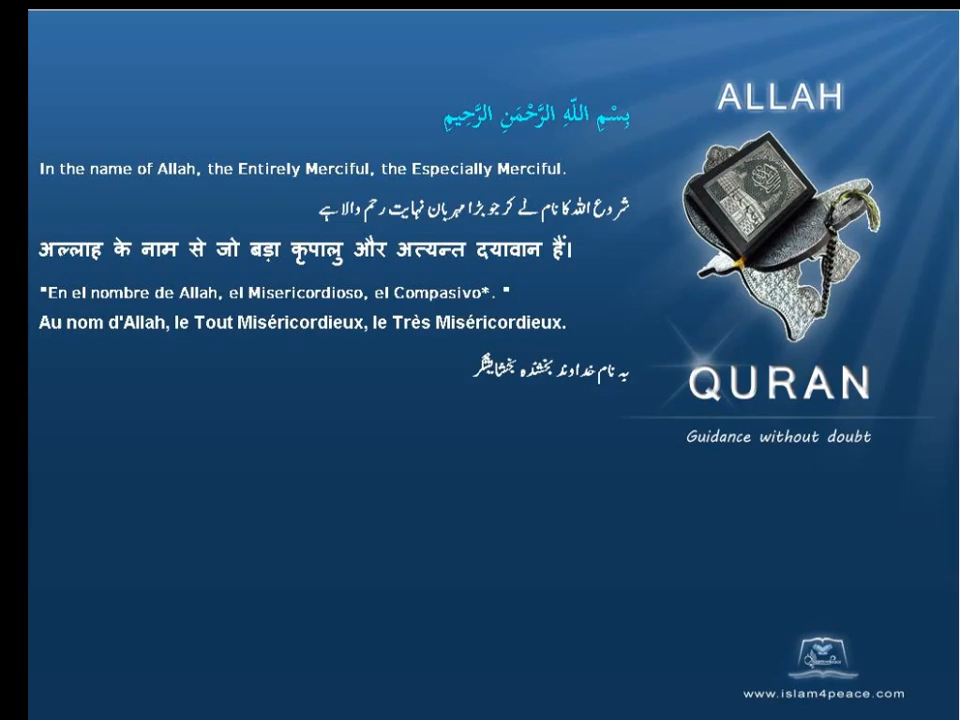 بِسْمِ اللَّهِ الرَّحْمَنِ الرَّحِيمِ
In the name of Allah, the Entirely Merciful, the Especially Merciful.
شروع اللہ کا نام لے کر جو بڑا مہربان نہایت رحم والا ہے
अल्लाह के नाम से जो बड़ा कृपालु और अत्यन्त दयावान हैं।
"En el nombre de Allah, el Misericordioso, el Compasivo*. "
Au nom d'Allah, le Tout Miséricordieux, le Très Miséricordieux.
به نام خداوند بخشنده بخشایشگر
ALLAH
QURAN
Guidance without doubt
www.islam4peace.com